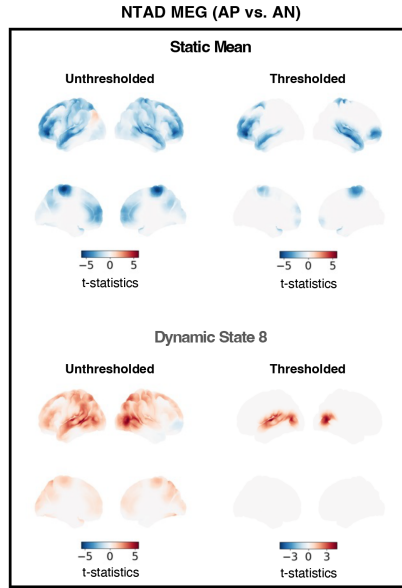 NTAD MEG (AP vs. AN)
Static Mean
Unthresholded Thresholded
−5 0 5 −5 0 5
t-statistics t-statistics
Dynamic State 8
Unthresholded Thresholded
−5 0 5 −3 0 3
t-statistics t-statistics